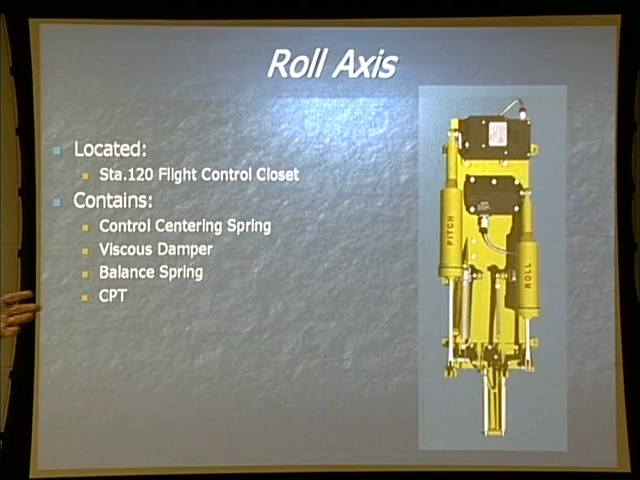 Roll Axis
Located:
Sta.120 Flight Control Closet
Contains:
Control Centering Spring
Viscous Damper
Balance Spring
CPT
PITCH
ROLL